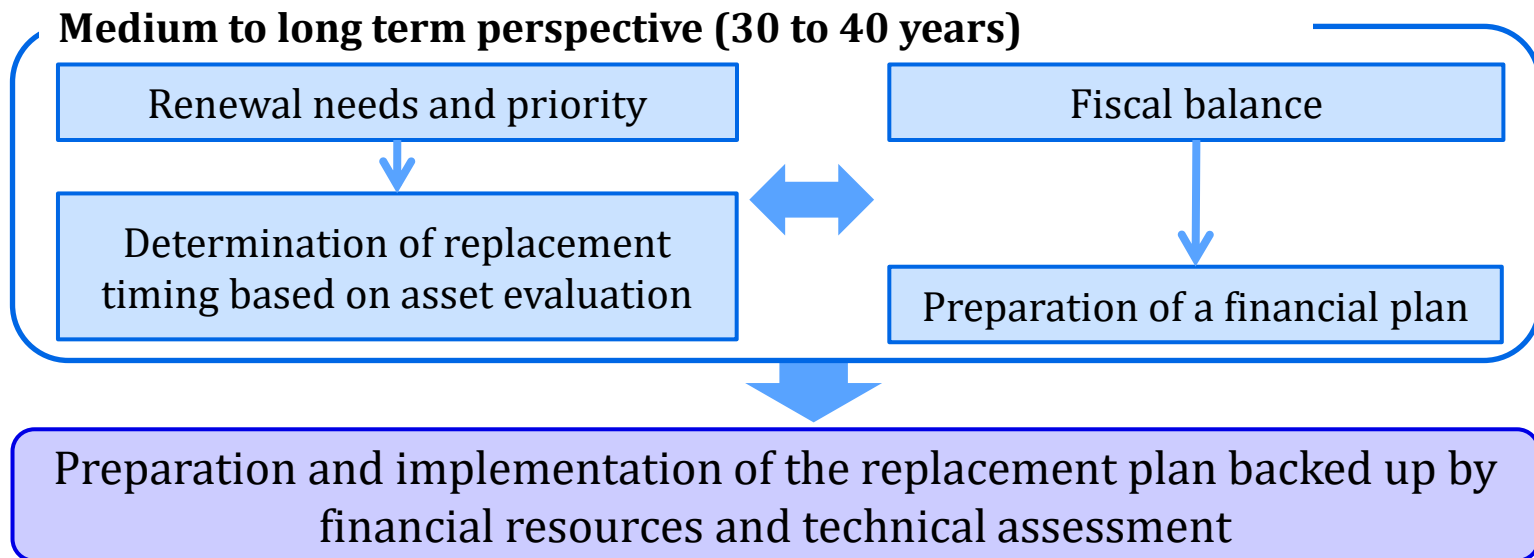 Medium to long term perspective (30 to 40 years)
Renewal needs and priority
Fiscal balance
Determination of replacement
timing based on asset evaluation
Preparation of a financial plan
Preparation and implementation of the replacement plan backed up by
financial resources and technical assessment